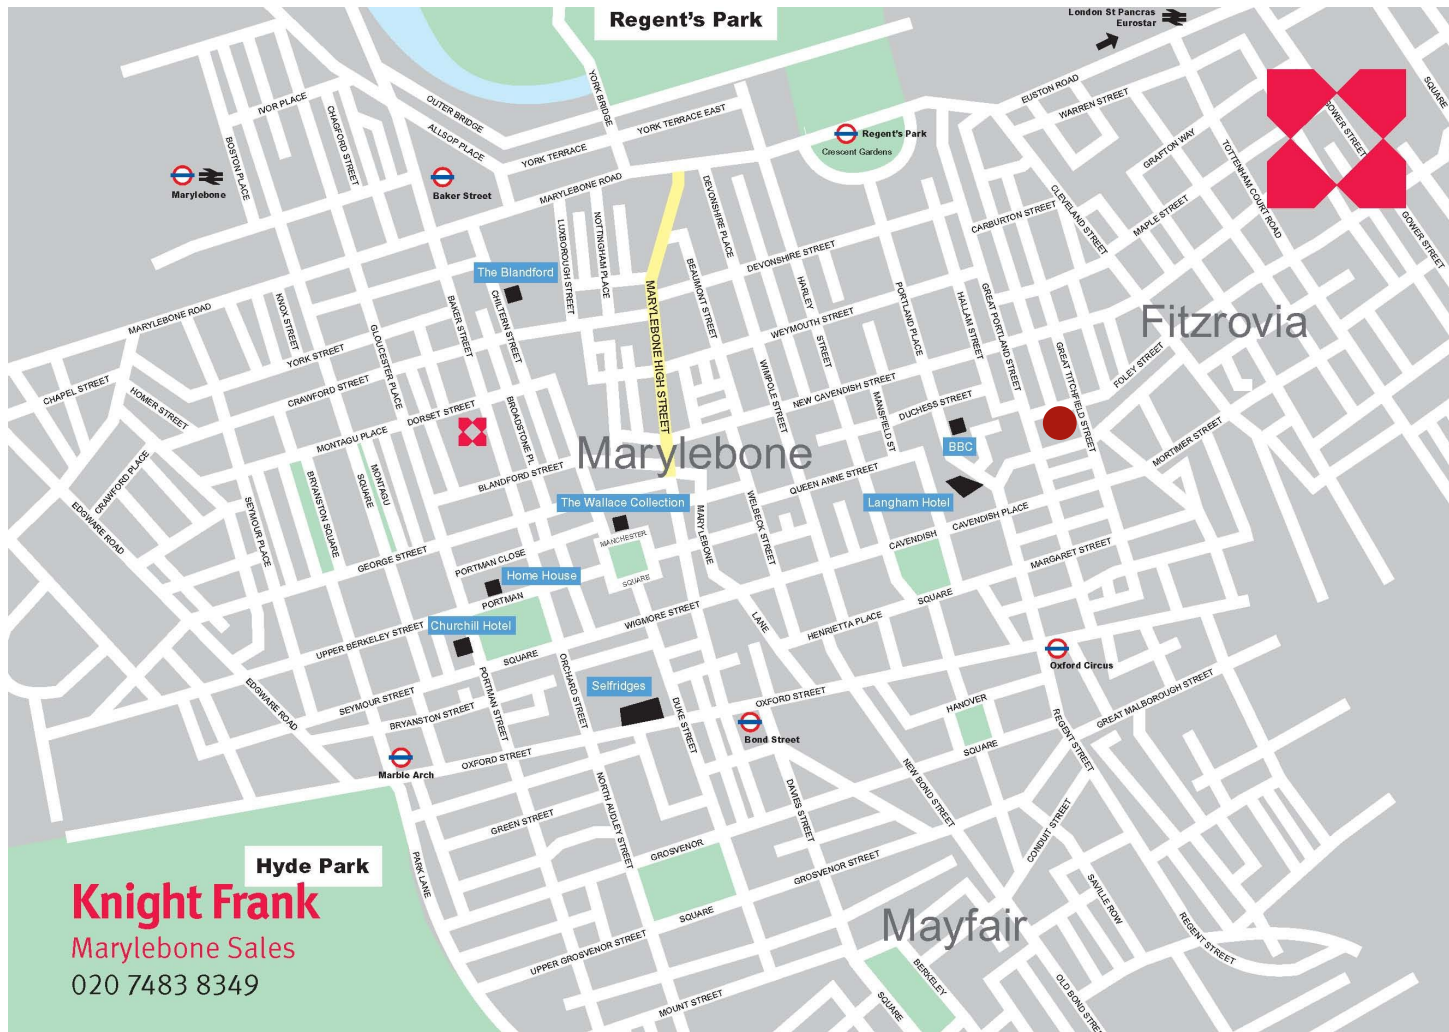 Regent's Park
London St Pancras
Eurostar
SQUARE
EUSTON ROAD
WARREN STREET
GOWER STREET
YORK BRIDGE
OUTER BRIDGE
ALLSOP PLACE
IVOR PLACE
CHAGFORD STREET
BOSTON PLACE
YORK TERRACE EAST
YORK TERRACE
Regent's Park
Crescent Gardens
GRAFTON WAY
TOTTENHAM COURT ROAD
Marylebone
Baker Street
MARYLEBONE ROAD
LUXBOROUGH STREET
NOTTINGHAM PLACE
DEVONSHIRE PLACE
DEVONSHIRE STREET
CARBURTON STREET
CLEVELAND STREET
MAPLE STREET
GOWER STREET
The Blandford
BEAUMONT STREET
HARLEY
STREET
PORTLAND PLACE
HALLAM STREET
GREAT PORTLAND STREET
MARYLEBONE ROAD
KNOX STREET
GLOUCESTER PLACE
BAKER STREET
CHILTERN STREET
MARYLEBONE HIGH STREET
WEYMOUTH STREET
WIMPOLE STREET
Fitzrovia
GREAT TITCHFIELD STREET
FOLEY STREET
YORK STREET
CHAPEL STREET
HOMER STREET
CRAWFORD STREET
DORSET STREET
MONTAGU PLACE
BROADSTONE PL
NEW CAVENDISH STREET
MANSFIELD ST
DUCHESS STREET
BBC
MORTIMER STREET
Marylebone
CRAWFORD PLACE
EDGWARE ROAD
SEYMOUR PLACE
BRYANSTON SQUARE
MONTAGU
SQUARE
BLANDFORD STREET
The Wallace Collection
QUEEN ANNE STREET
WELBECK STREET
Langham Hotel
CAVENDISH PLACE
CAVENDISH
SQUARE
MARGARET STREET
MANCHESTER
SQUARE
MARYLEBONE
LANE
GEORGE STREET
PORTMAN CLOSE
Home House
PORTMAN
SQUARE
Churchill Hotel
UPPER BERKELEY STREET
WIGMORE STREET
HENRIETTA PLACE
Oxford Circus
EDGWARE ROAD
SEYMOUR STREET
BRYANSTON STREET
PORTMAN STREET
ORCHARD STREET
Selfridges
DUKE STREET
OXFORD STREET
Bond Street
HANOVER
SQUARE
REGENT STREET
GREAT MALBOROUGH STREET
Marble Arch
OXFORD STREET
GREEN STREET
NORTH AUDLEY STREET
DAVIES STREET
NEW BOND STREET
CONDUIT STREET
PARK LANE
GROSVENOR
SQUARE
GROSVENOR STREET
SAVILLE ROW
REGENT STREET
Hyde Park
Knight Frank
Marylebone Sales
020 7483 8349
Mayfair
UPPER GROSVENOR STREET
MOUNT STREET
BERKELEY
SQUARE
OLD BOND STREET